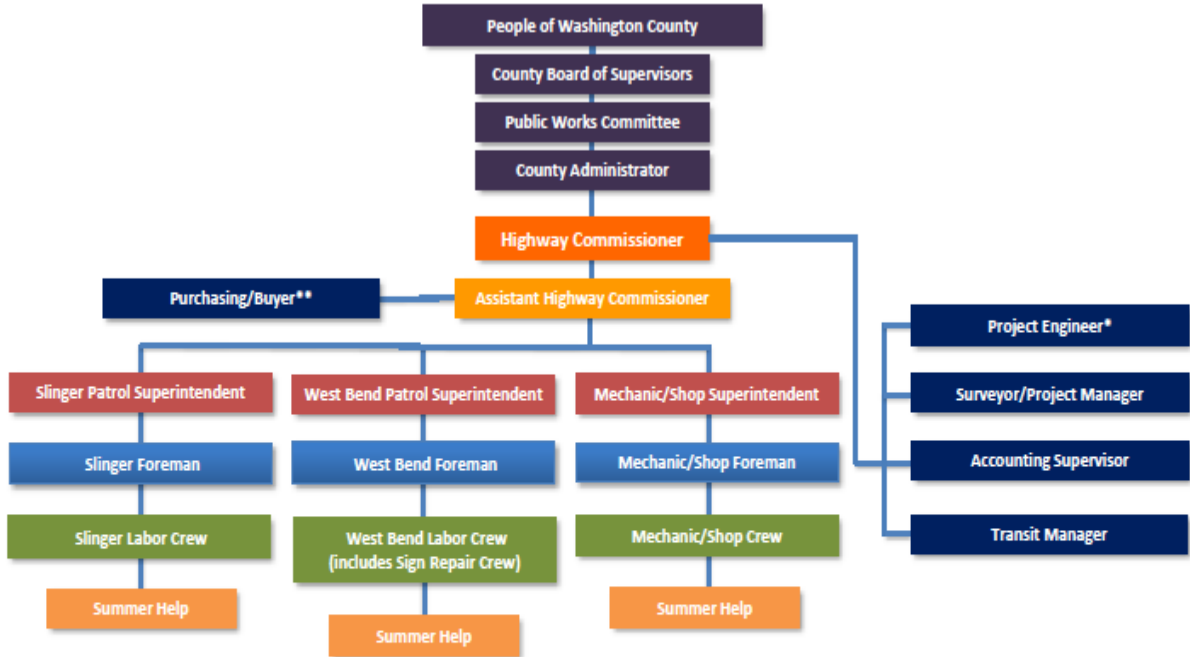 People of Washington County
County Board of Supervisors
Public Works Committee
County Administrator
Highway Commissioner
Purchasing/Buyer**
Assistant Highway Commissioner
Project Engineer*
Surveyor/Project Manager
Accounting Supervisor
Transit Manager
Slinger Patrol Superintendent
West Bend Patrol Superintendent
Mechanic/Shop Superintendent
Slinger Foreman
West Bend Foreman
Mechanic/Shop Foreman
Slinger Labor Crew
West Bend Labor Crew
(includes Sign Repair Crew)
Mechanic/Shop Crew
Summer Help
Summer Help
Summer Help